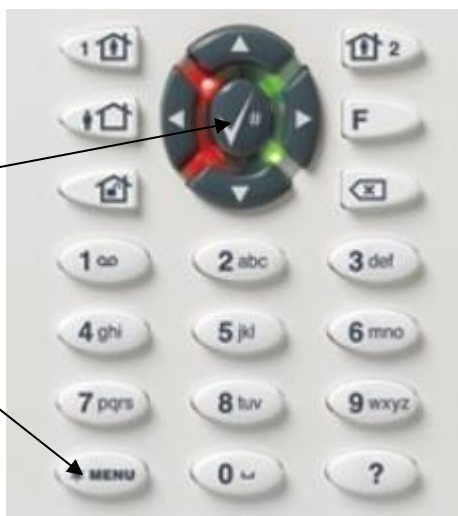 1 2
# F
1 2 abc 3 def
4 ghi 5 jkl 6 mno
7 pqrs 8 tuv 9 wxyz
* MENU 0 ?